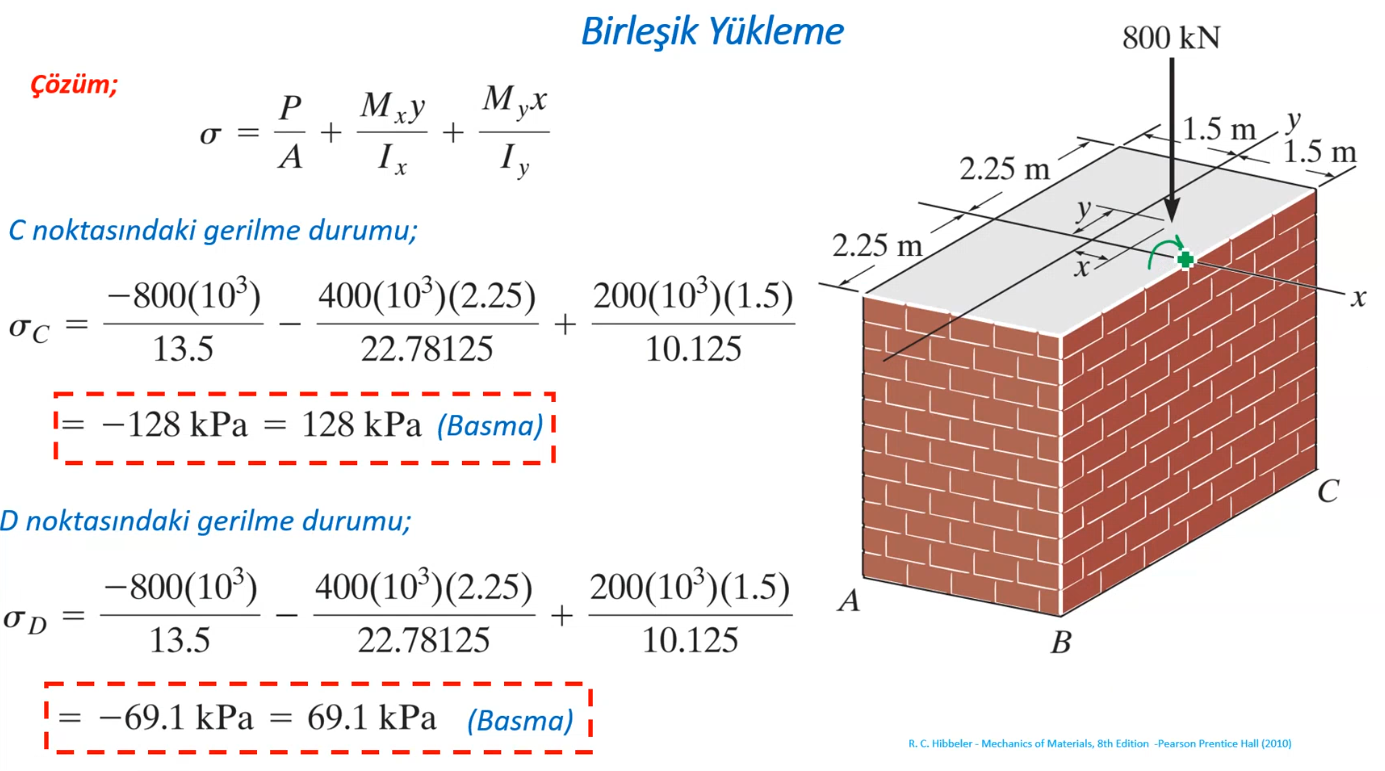 Birleşik Yükleme
Çözüm;
σ = P/A + M_x y/I_x + M_y x/I_y
C noktasındaki gerilme durumu;
σ_C = −800(10³)/13.5 − 400(10³)(2.25)/22.78125 + 200(10³)(1.5)/10.125
= −128 kPa = 128 kPa (Basma)
D noktasındaki gerilme durumu;
σ_D = −800(10³)/13.5 − 400(10³)(2.25)/22.78125 + 200(10³)(1.5)/10.125
= −69.1 kPa = 69.1 kPa (Basma)
800 kN
y
1.5 m
1.5 m
2.25 m
2.25 m
y
x
x
A
B
C
R. C. Hibbeler - Mechanics of Materials, 8th Edition -Pearson Prentice Hall (2010)